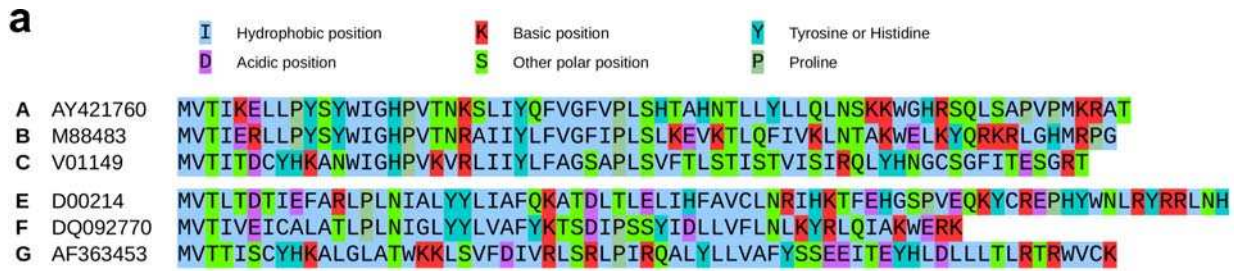 a
I Hydrophobic position K Basic position Y Tyrosine or Histidine
D Acidic position S Other polar position P Proline
A AY421760 MVTIKELLPYSYWIGHPVTNKSLIYQFVGFVPLSHTAHNTLLYLLQLNSKKWGHRSQLSAPVPMKRAT
B M88483 MVTIERLLPYSYWIGHPVTNRAIIYLFVGFIPLSLKEVKTLQFIVKLNTAKWELKYQRKRLGHMRPG
C V01149 MVTITDCYHKANWIGHPVKVRLIIYLFAGSAPLSVFTLSTISTVISIRQLYHNGCSGFITESGRT
E D00214 MVTLTDTIEFARLPLNIALYYLIAFQKATDLTLELIHFAVCLNRIHKTFEHGSPVEQKYCREPHYWNLRYRRLNH
F DQ092770 MVTIVEICALATLPLNIGLYYLVAFYKTSDIPSSYIDLLVFLNLKYRLQIAKWERK
G AF363453 MVTTISCYHKALGLATWKKLSVFDIVRLSRLPIRQALYLLVAFYSSEEITEYHLDLLLTLRTRWVCK